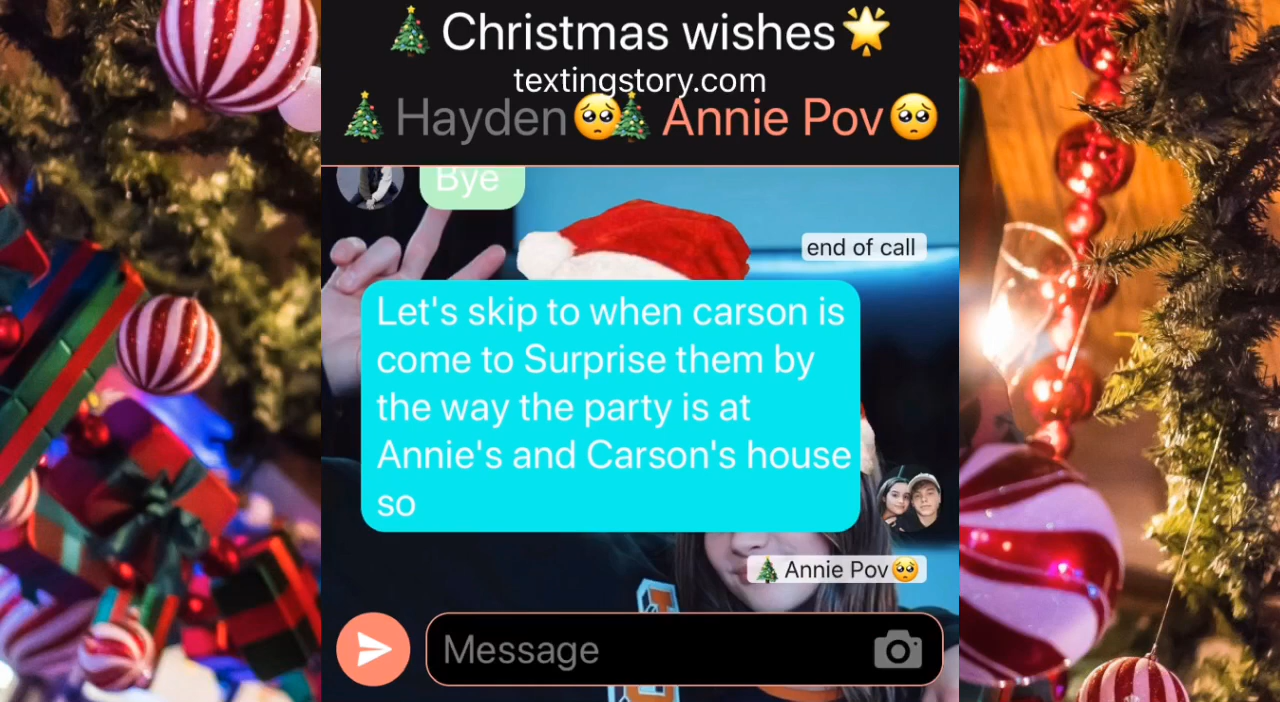 🎄Christmas wishes🌟
textingstory.com
🎄Hayden🥺🎄Annie Pov🥺
Bye
end of call
Let's skip to when carson is
come to Surprise them by
the way the party is at
Annie's and Carson's house
so
🎄Annie Pov🥺
Message